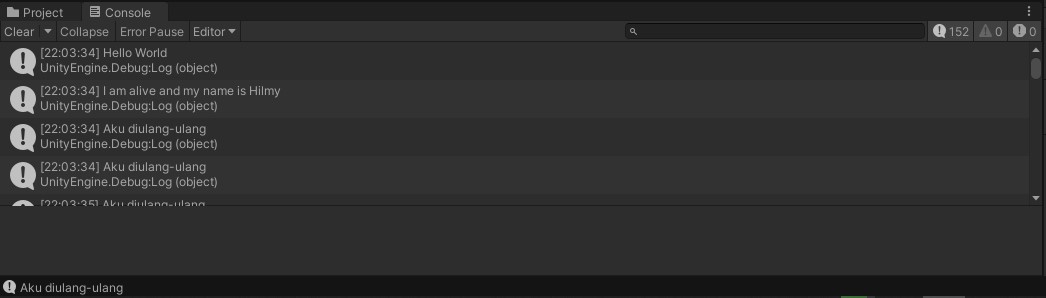 Project Console
Clear Collapse Error Pause Editor 152 0 0
[22:03:34] Hello World
UnityEngine.Debug:Log (object)
[22:03:34] I am alive and my name is Hilmy
UnityEngine.Debug:Log (object)
[22:03:34] Aku diulang-ulang
UnityEngine.Debug:Log (object)
[22:03:34] Aku diulang-ulang
UnityEngine.Debug:Log (object)
[22:03:35] Aku diulang-ulang
Aku diulang-ulang